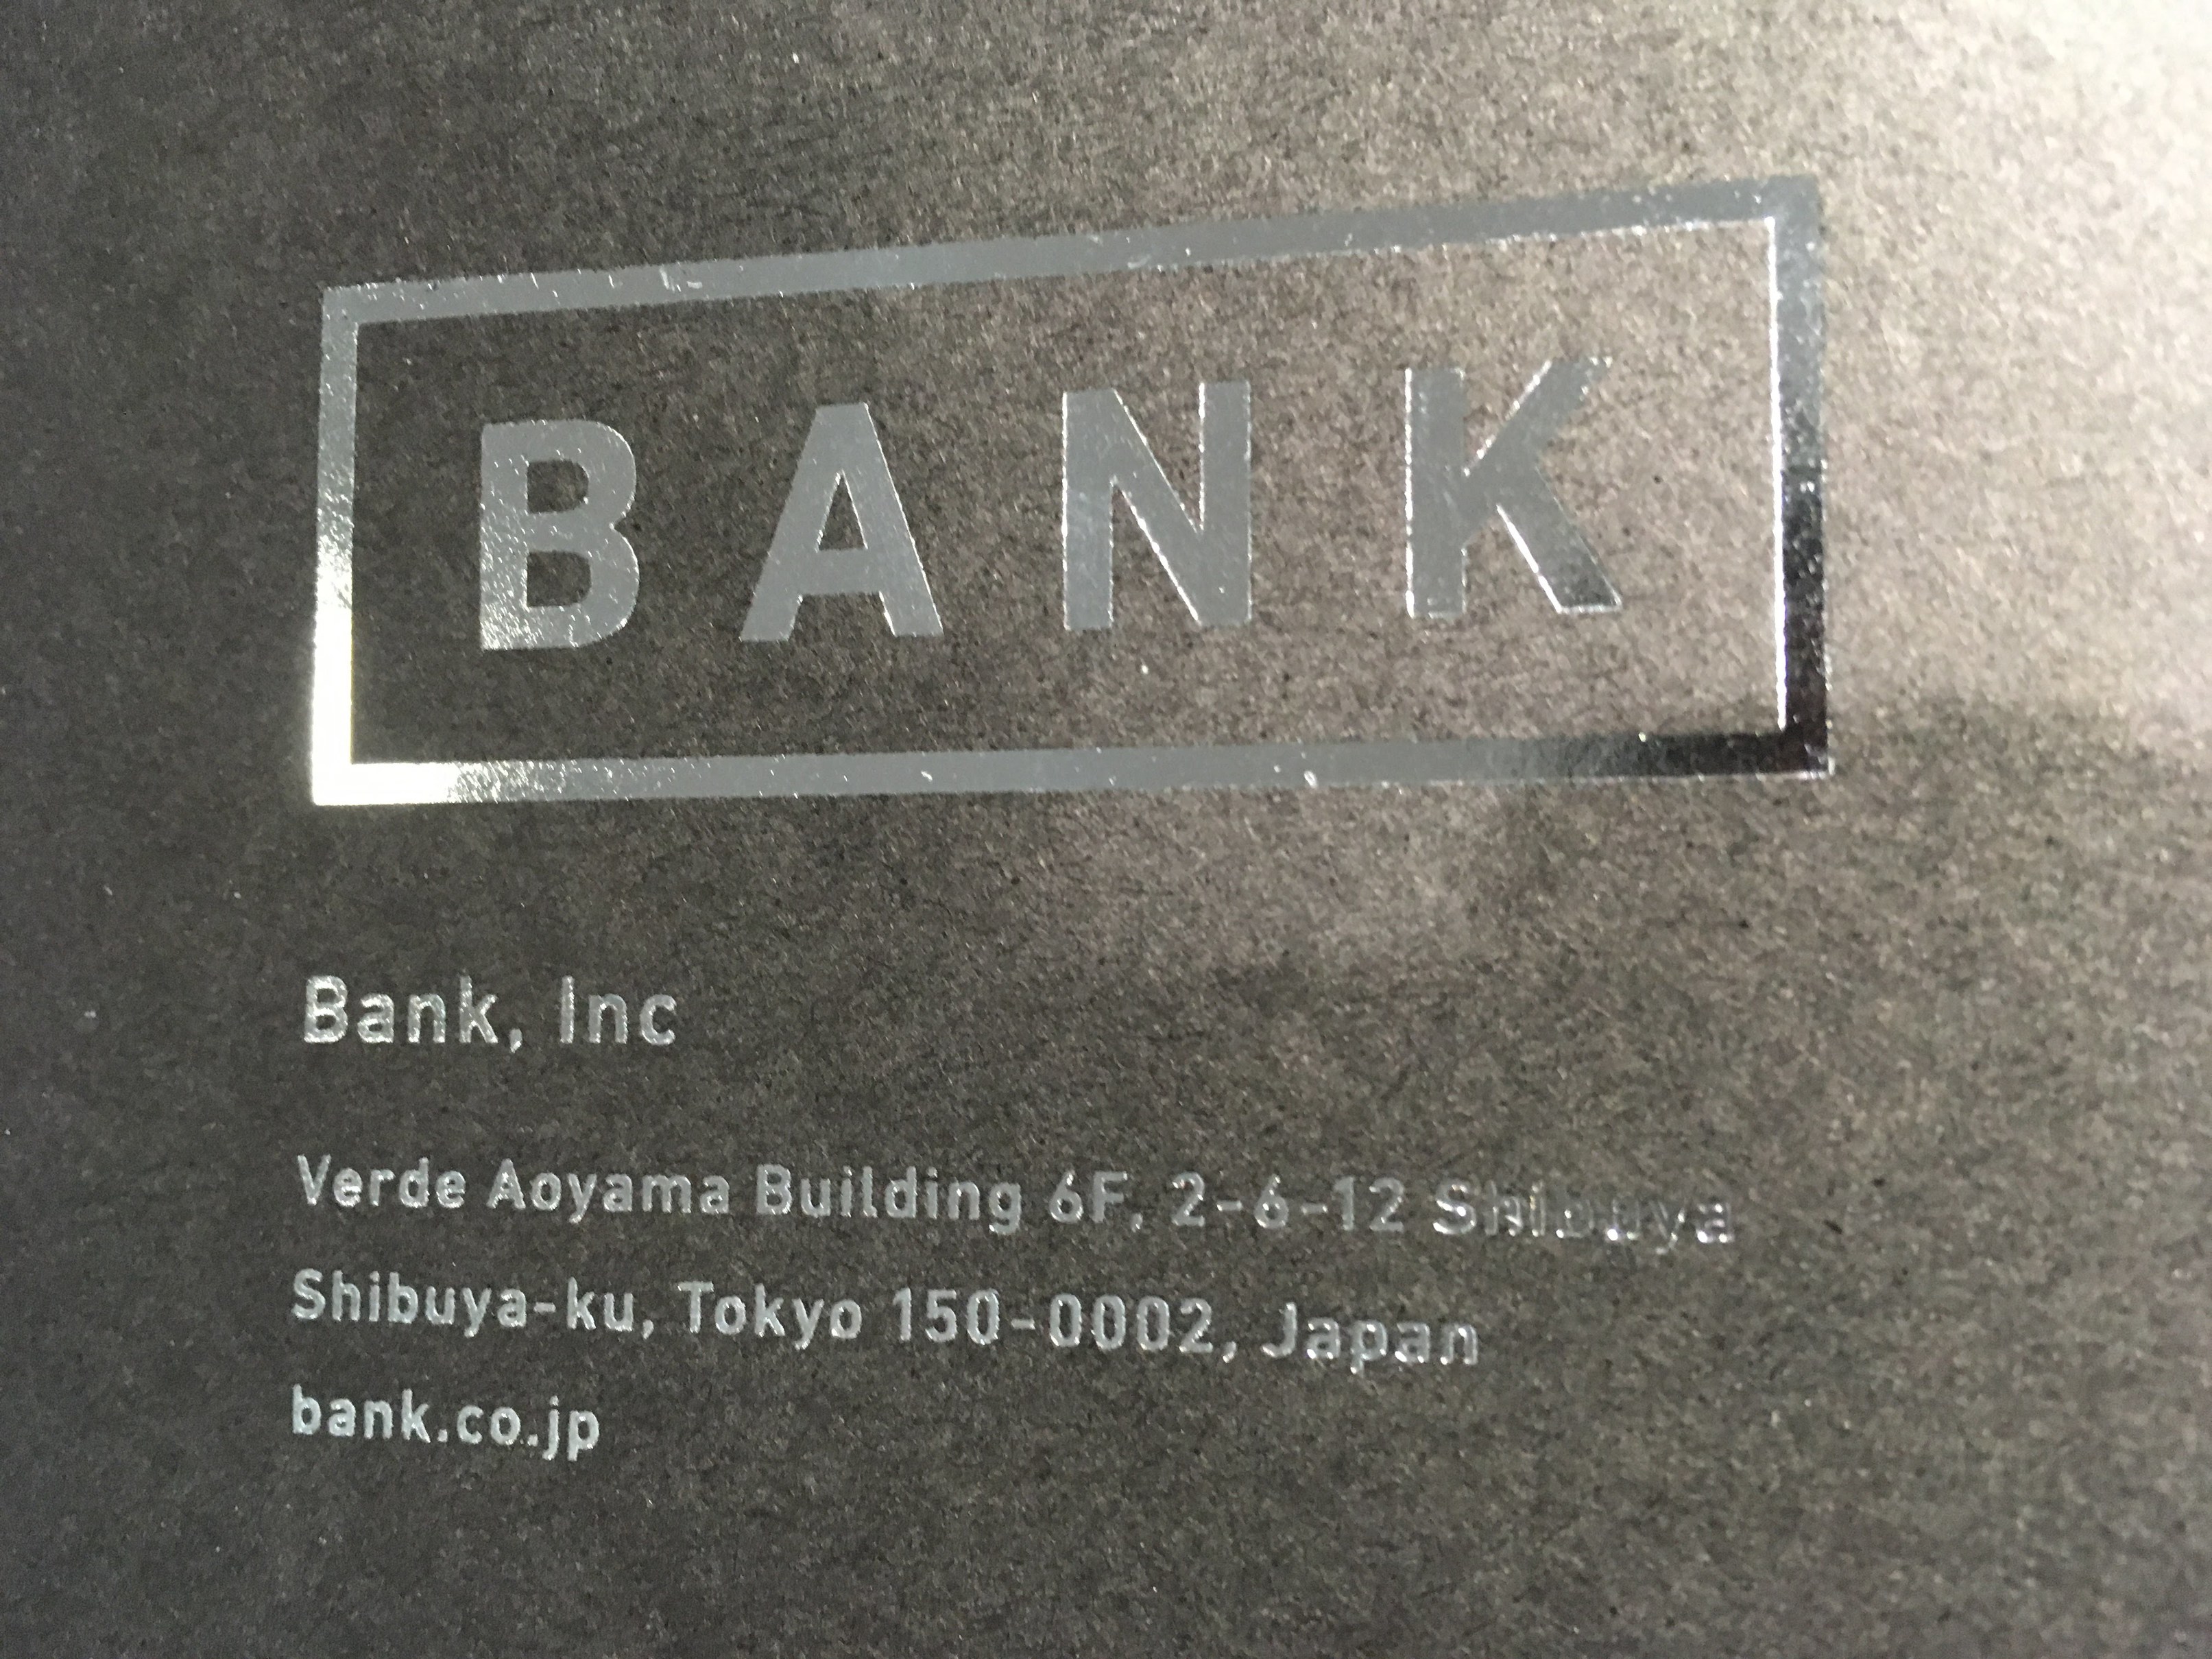 BANK
Bank, Inc
Verde Aoyama Building 6F, 2-6-12 Shibuya
Shibuya-ku, Tokyo 150-0002, Japan
bank.co.jp